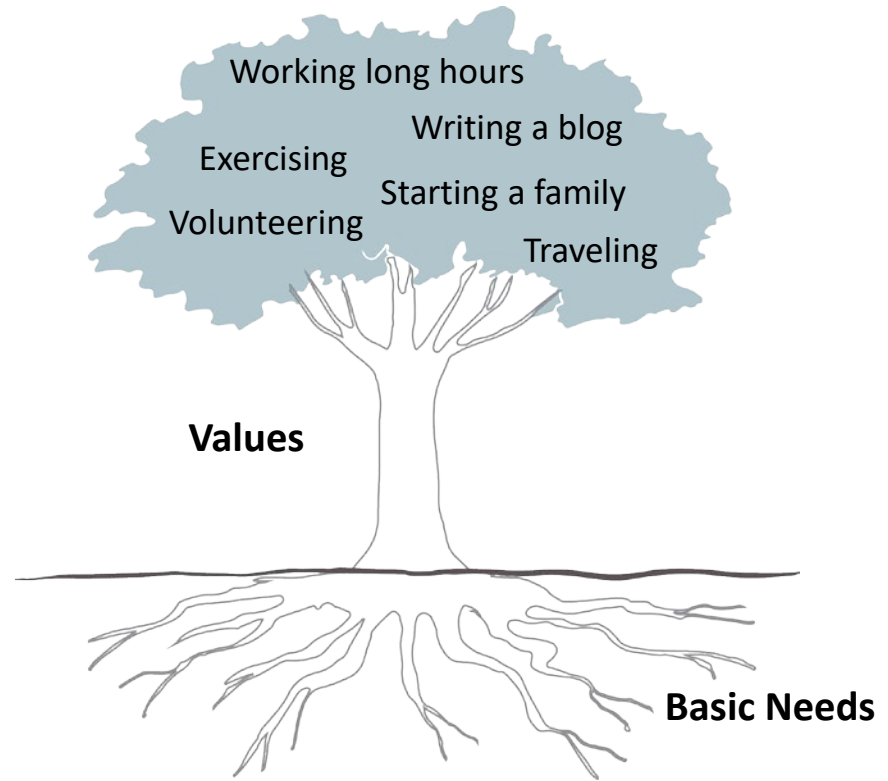 Working long hours
Writing a blog
Exercising
Starting a family
Volunteering
Traveling
Values
Basic Needs